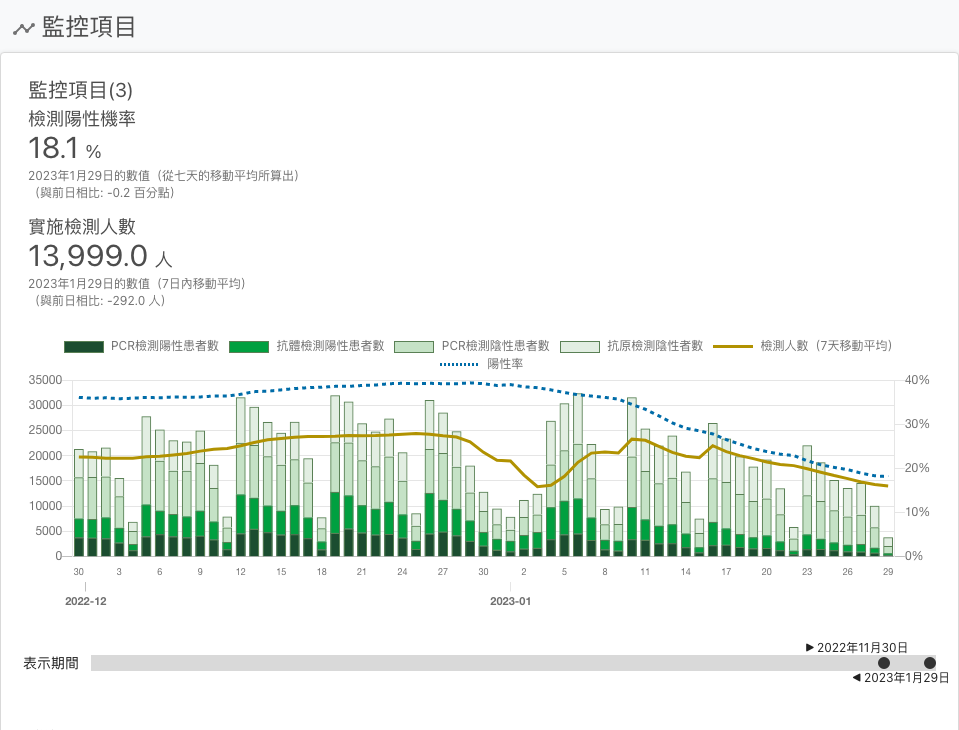 監控項目
監控項目(3)
檢測陽性機率
18.1 %
2023年1月29日的數值（從七天的移動平均所算出）
（與前日相比: -0.2 百分點）
實施檢測人數
13,999.0 人
2023年1月29日的數值（7日內移動平均）
（與前日相比: -292.0 人）
PCR檢測陽性患者數 抗體檢測陽性患者數 PCR檢測陰性患者數 抗原檢測陰性者數 檢測人數（7天移動平均）
陽性率
35000 40%
30000
25000 30%
20000 20%
15000
10000 10%
5000
0 0%
30 3 6 9 12 15 18 21 24 27 30 2 5 8 11 14 17 20 23 26 29
2022-12 2023-01
▶ 2022年11月30日
表示期間
◀ 2023年1月29日